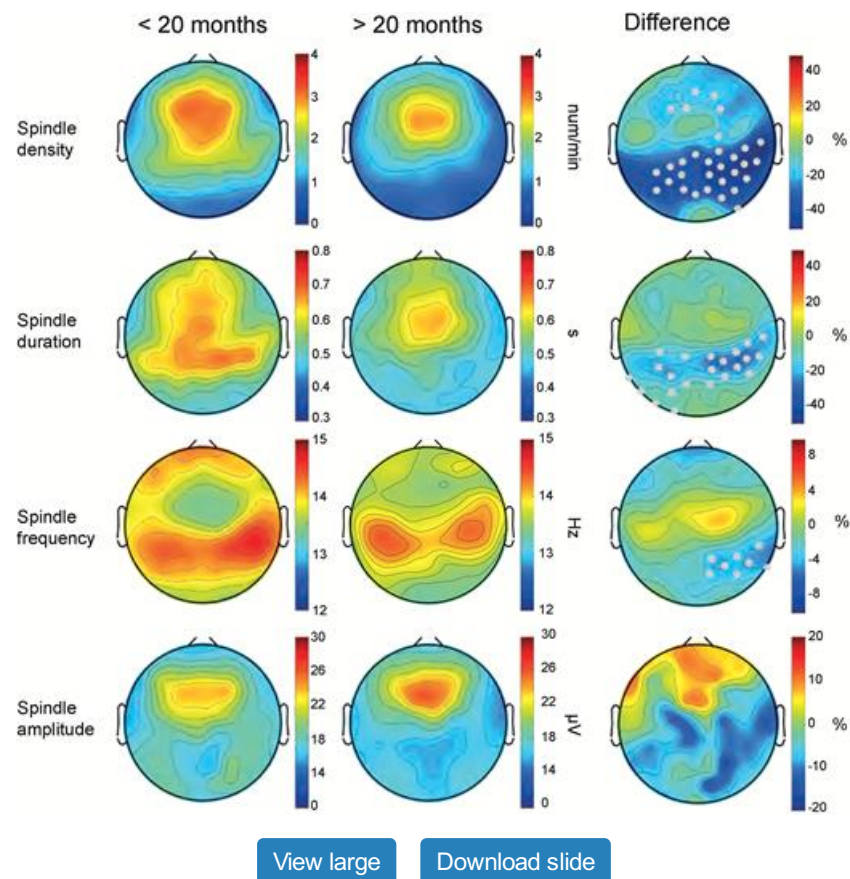 < 20 months > 20 months Difference
4 4 40
3 3 20
Spindle density 2 2 num/min 0 %
1 1 -20
0 0 -40
0.8 0.8 40
0.7 0.7 20
Spindle duration 0.6 0.6 s 0 %
0.5 0.5 -20
0.4 0.4 -40
0.3 0.3
15 15 8
14 14 4
Spindle frequency 13 13 Hz 0 %
12 12 -4
-8
30 30 20
26 26 10
22 22
Spindle amplitude 18 18 µV 0 %
14 14 -10
0 0 -20
View large Download slide